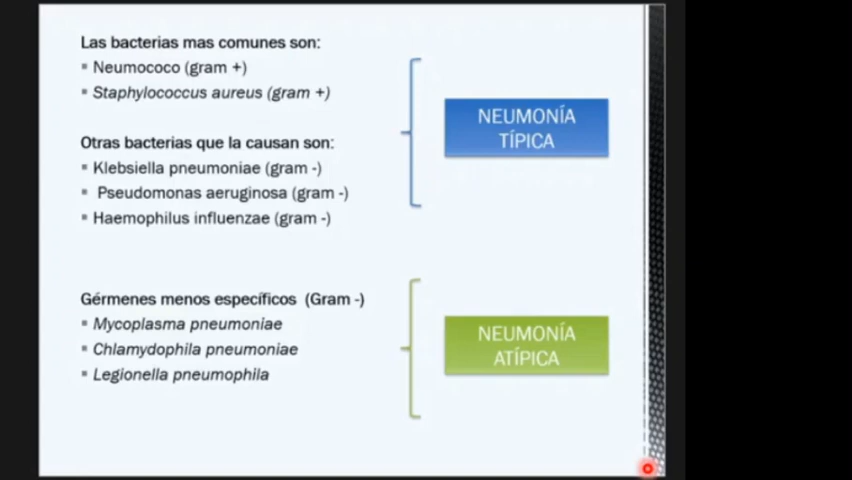 Las bacterias mas comunes son:
Neumococo (gram +)
Staphylococcus aureus (gram +)
Otras bacterias que la causan son:
Klebsiella pneumoniae (gram -)
Pseudomonas aeruginosa (gram -)
Haemophilus influenzae (gram -)
NEUMONÍA
TÍPICA
Gérmenes menos específicos (Gram -)
Mycoplasma pneumoniae
Chlamydophila pneumoniae
Legionella pneumophila
NEUMONÍA
ATÍPICA